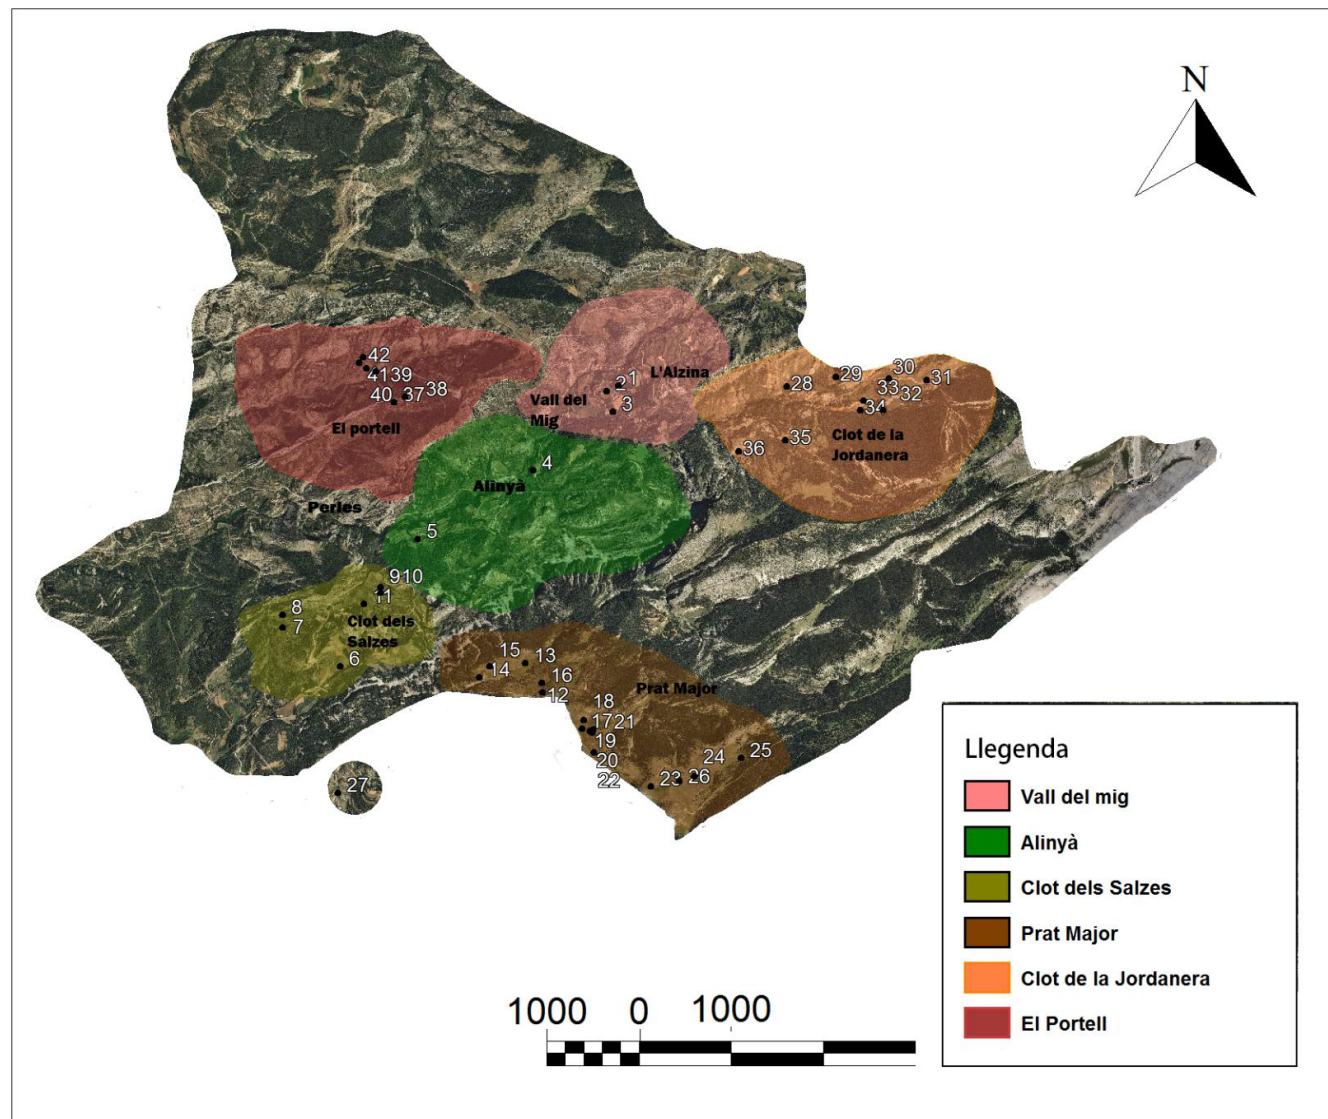 N
42
41
39
40
37
38
El portell
Perles
2
1
3
L'Alzina
Vall del
Mig
28
29
30
31
33
32
34
35
36
Clot de la
Jordanera
4
Alinyà
5
9
10
11
8
7
6
Clot dels
Salzes
15
13
14
16
12
Prat Major
18
17
21
19
20
22
23
26
24
25
27
Llegenda
Vall del mig
Alinyà
Clot dels Salzes
Prat Major
Clot de la Jordanera
El Portell
1000 0 1000